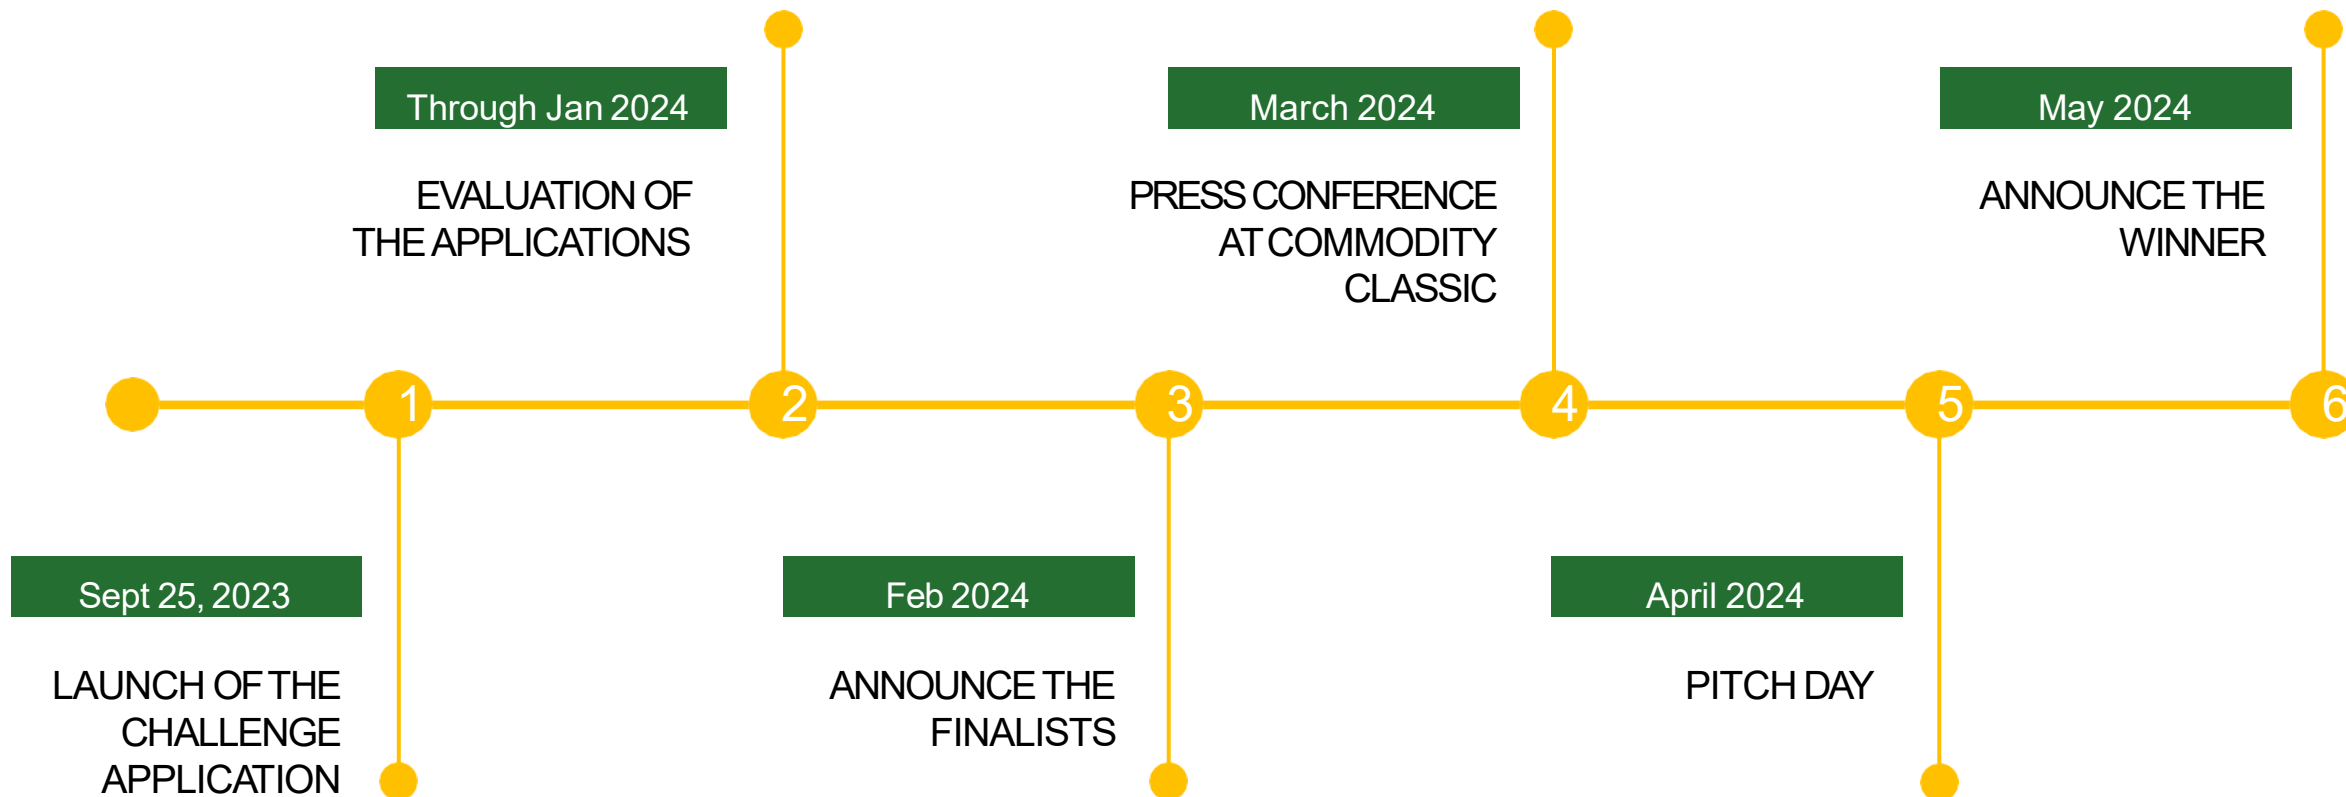 Through Jan 2024
EVALUATION OF
THE APPLICATIONS
March 2024
PRESS CONFERENCE
AT COMMODITY
CLASSIC
May 2024
ANNOUNCE THE
WINNER
1
2
3
4
5
6
Sept 25, 2023
LAUNCH OF THE
CHALLENGE
APPLICATION
Feb 2024
ANNOUNCE THE
FINALISTS
April 2024
PITCH DAY